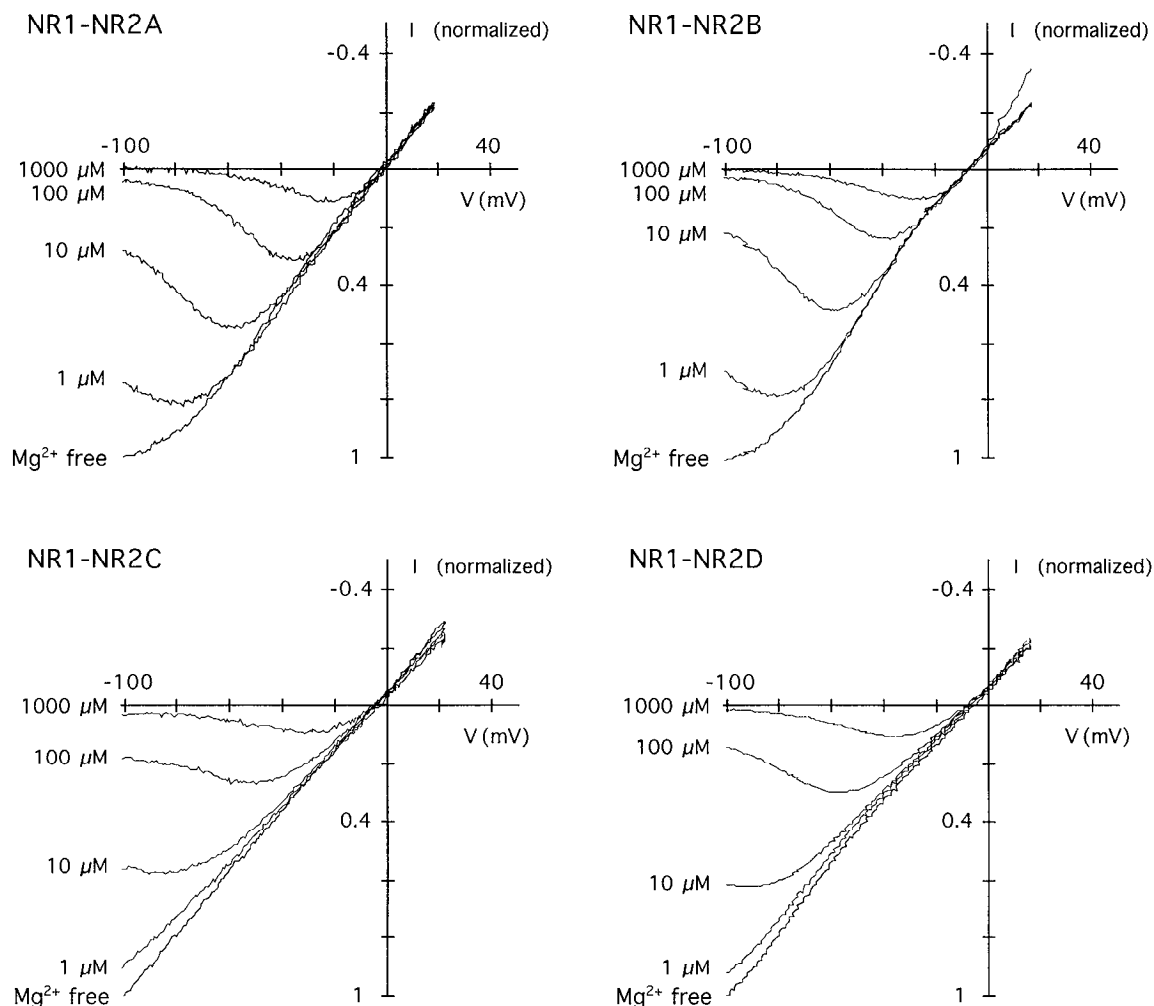 NR1-NR2A
I (normalized)
-0.4
-100
40
1000 µM
V (mV)
100 µM
10 µM
0.4
1 µM
Mg²⁺ free
1
NR1-NR2B
I (normalized)
-0.4
-100
40
1000 µM
V (mV)
100 µM
10 µM
0.4
1 µM
Mg²⁺ free
1
NR1-NR2C
I (normalized)
-0.4
-100
40
1000 µM
V (mV)
100 µM
0.4
10 µM
1 µM
Mg²⁺ free
1
NR1-NR2D
I (normalized)
-0.4
-100
40
1000 µM
V (mV)
100 µM
0.4
10 µM
1 µM
Mg²⁺ free
1